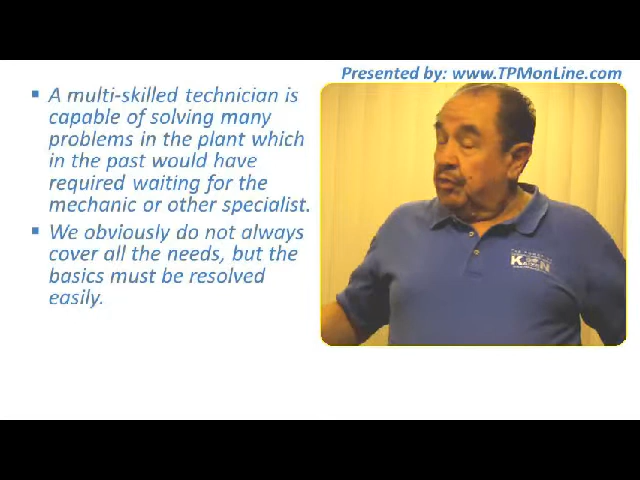 Presented by: www.TPMonLine.com
▪ A multi-skilled technician is
capable of solving many
problems in the plant which
in the past would have
required waiting for the
mechanic or other specialist.
▪ We obviously do not always
cover all the needs, but the
basics must be resolved
easily.